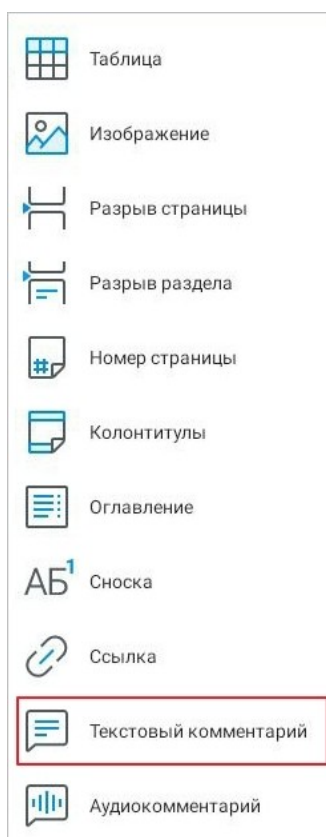 Таблица
Изображение
Разрыв страницы
Разрыв раздела
#
Номер страницы
Колонтитулы
Оглавление
АБ1 Сноска
Ссылка
Текстовый комментарий
Аудиокомментарий